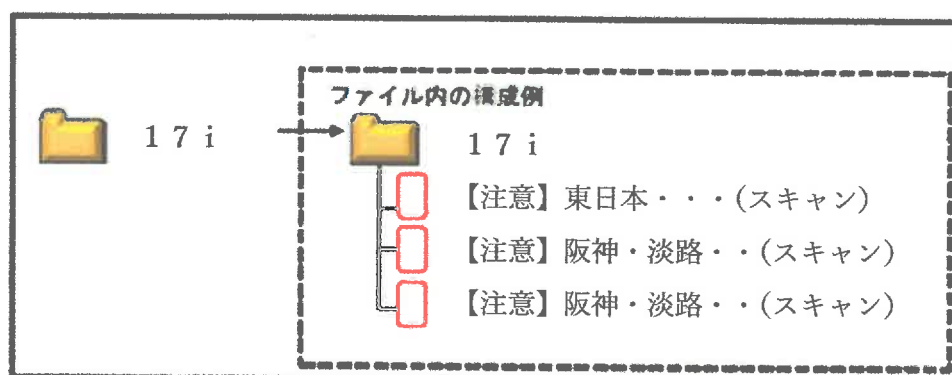 ファイル内の構成例
１７ｉ
１７ｉ
【注意】東日本・・・(スキャン)
【注意】阪神・淡路・・(スキャン)
【注意】阪神・淡路・・(スキャン)